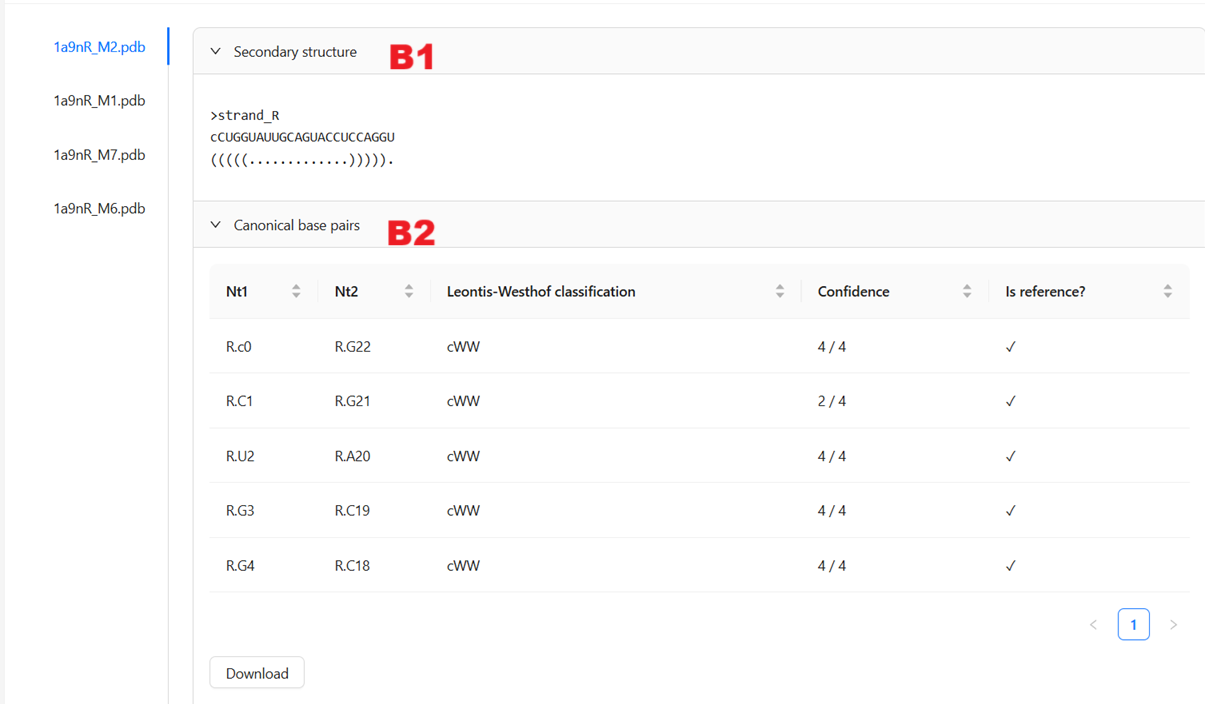 1a9nR_M2.pdb
1a9nR_M1.pdb
1a9nR_M7.pdb
1a9nR_M6.pdb
Secondary structure B1
>strand_R
cCUGGUAUUGCAGUACCUCCAGGU
(((((.............))))).
Canonical base pairs B2
Nt1 Nt2 Leontis-Westhof classification Confidence Is reference?
R.c0 R.G22 cWW 4 / 4 ✓
R.C1 R.G21 cWW 2 / 4 ✓
R.U2 R.A20 cWW 4 / 4 ✓
R.G3 R.C19 cWW 4 / 4 ✓
R.G4 R.C18 cWW 4 / 4 ✓
< 1 >
Download